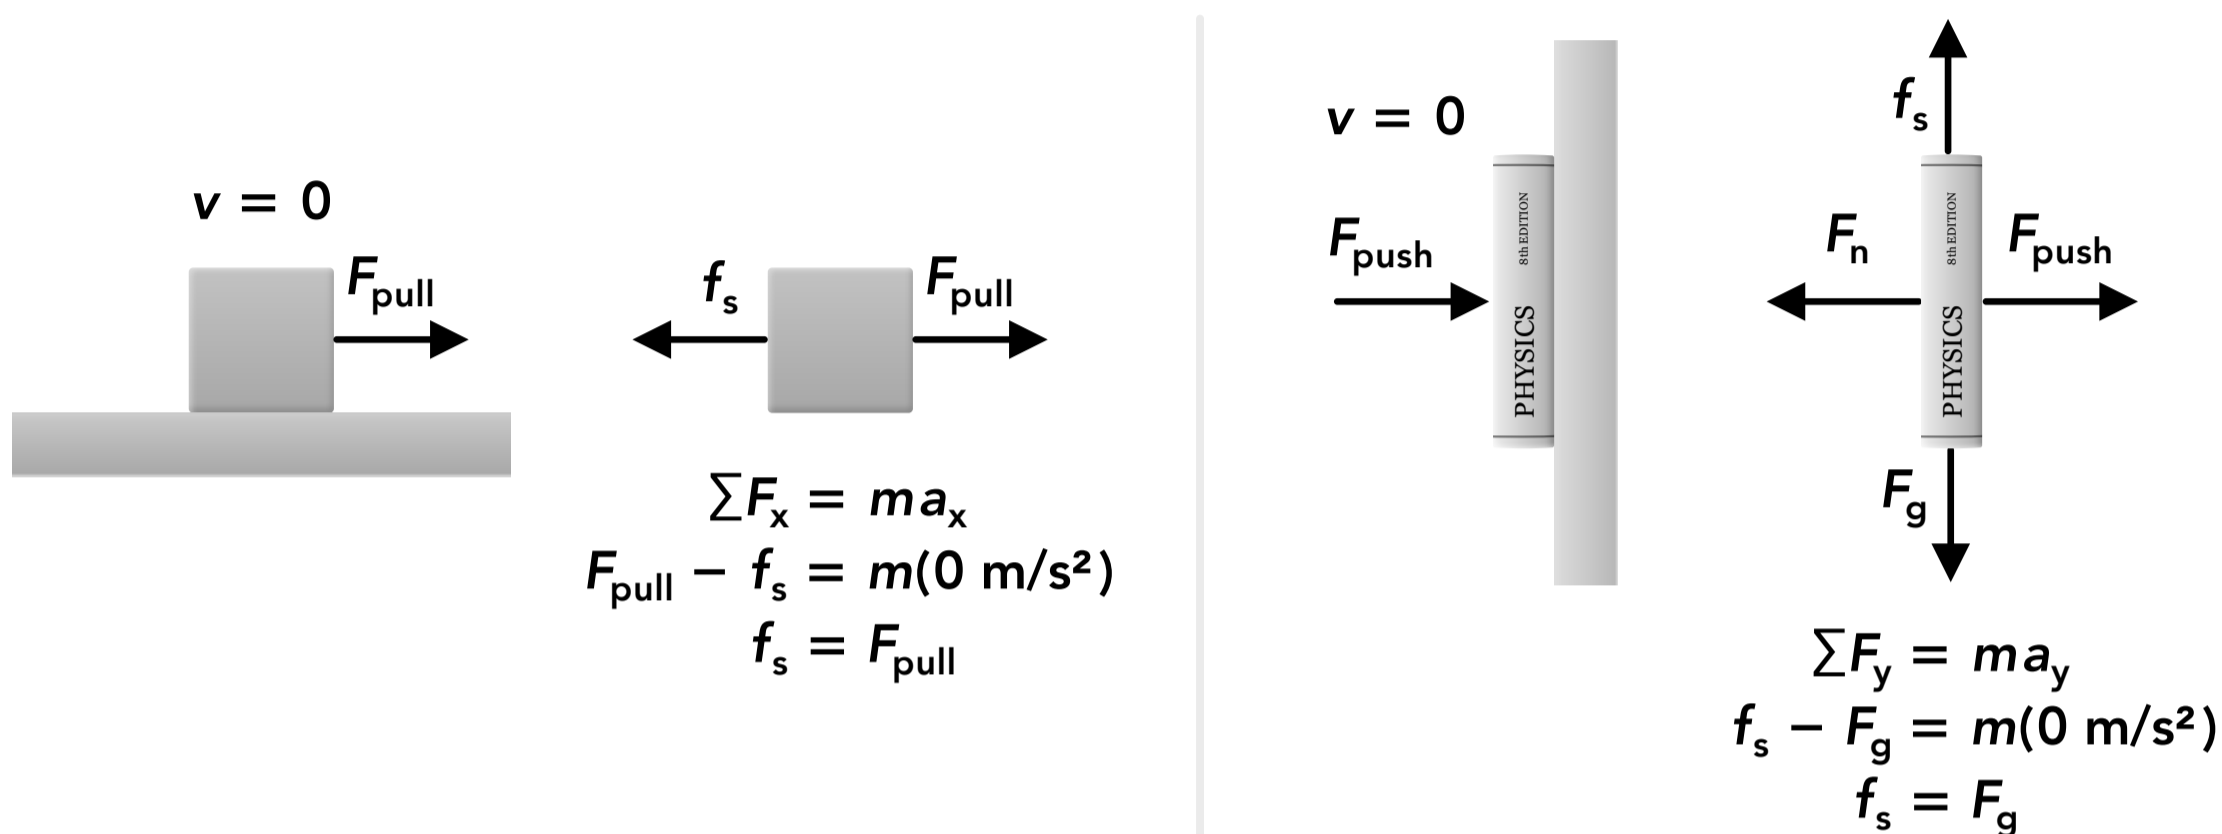 v = 0
F_pull
f_s
F_pull
∑F_x = ma_x
F_pull − f_s = m(0 m/s²)
f_s = F_pull
v = 0
F_push
PHYSICS 8th EDITION
f_s
F_n
F_push
PHYSICS 8th EDITION
F_g
∑F_y = ma_y
f_s − F_g = m(0 m/s²)
f_s = F_g